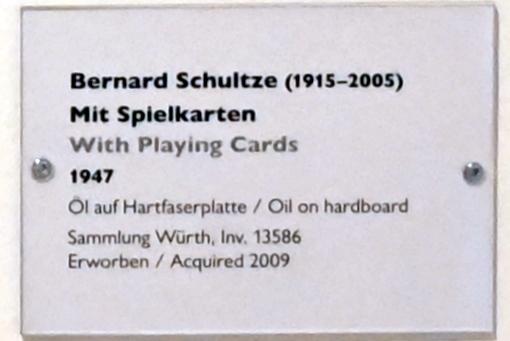 Bernard Schultze (1915–2005)
Mit Spielkarten
With Playing Cards
1947
Öl auf Hartfaserplatte / Oil on hardboard
Sammlung Würth, Inv. 13586
Erworben / Acquired 2009